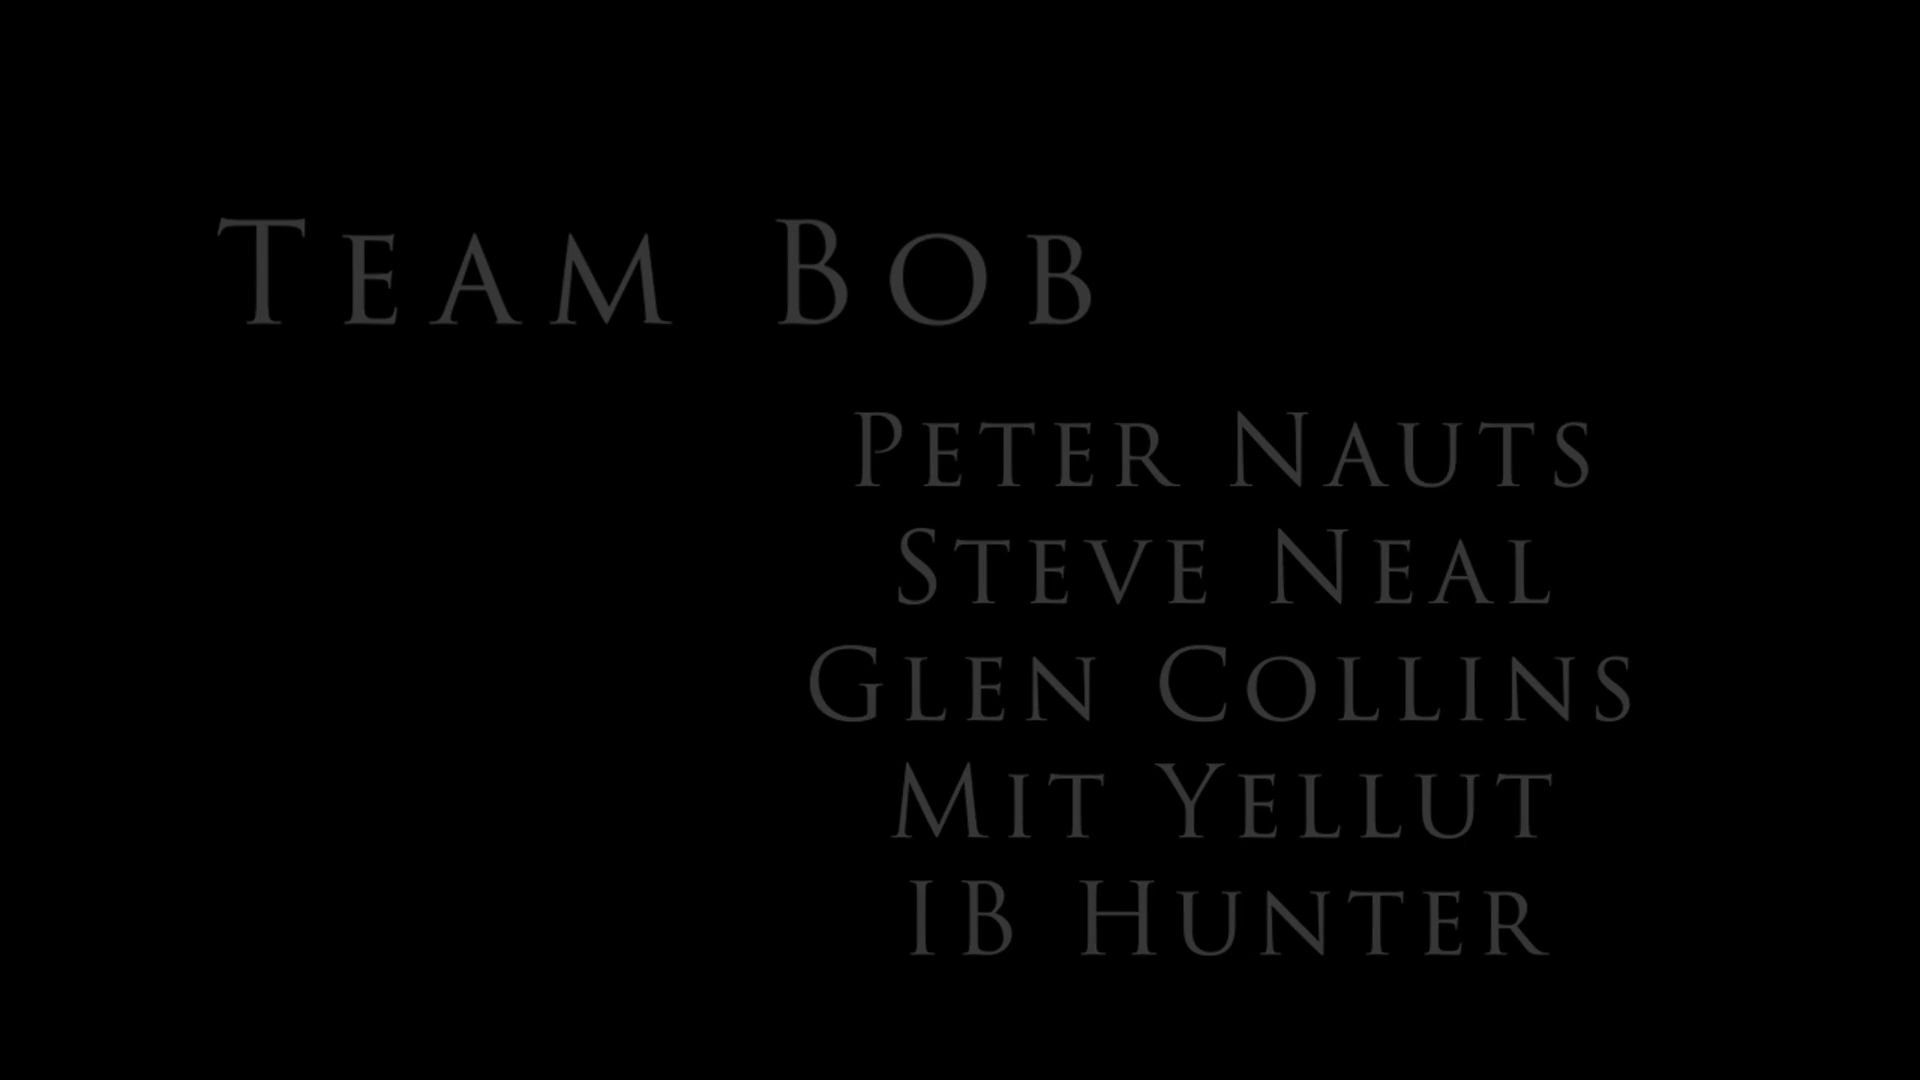 Team Bob
Peter Nauts
Steve Neal
Glen Collins
Mit Yellut
IB Hunter